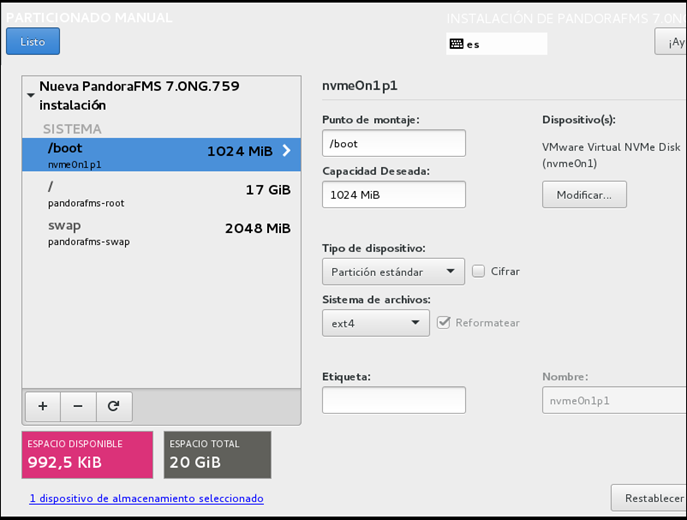 PARTICIONADO MANUAL
INSTALACIÓN DE PANDORAFMS 7.0NG
Listo
es
¡Ay
Nueva PandoraFMS 7.0NG.759
instalación
SISTEMA
/boot
1024 MiB
nvme0n1p1
/
17 GiB
pandorafms-root
swap
2048 MiB
pandorafms-swap
nvme0n1p1
Punto de montaje:
/boot
Capacidad Deseada:
1024 MiB
Dispositivo(s):
VMware Virtual NVMe Disk
(nvme0n1)
Modificar...
Tipo de dispositivo:
Partición estándar
Cifrar
Sistema de archivos:
ext4
Reformatear
Etiqueta:
Nombre:
nvme0n1p1
+
−
ESPACIO DISPONIBLE
992,5 KiB
ESPACIO TOTAL
20 GiB
1 dispositivo de almacenamiento seleccionado
Restablecer